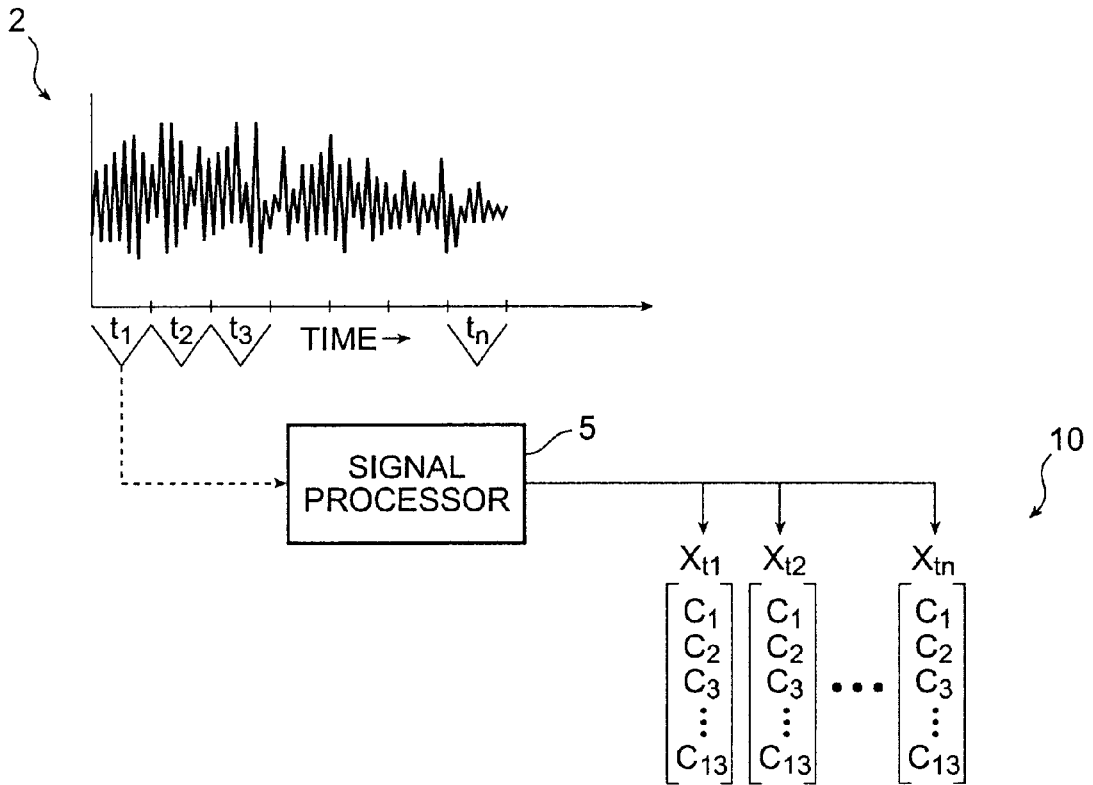 2
t1 t2 t3 TIME → tn
5
SIGNAL
PROCESSOR
10
Xt1 Xt2 Xtn
C1 C1 C1
C2 C2 C2
C3 C3 ••• C3
⋮ ⋮ ⋮
C13 C13 C13